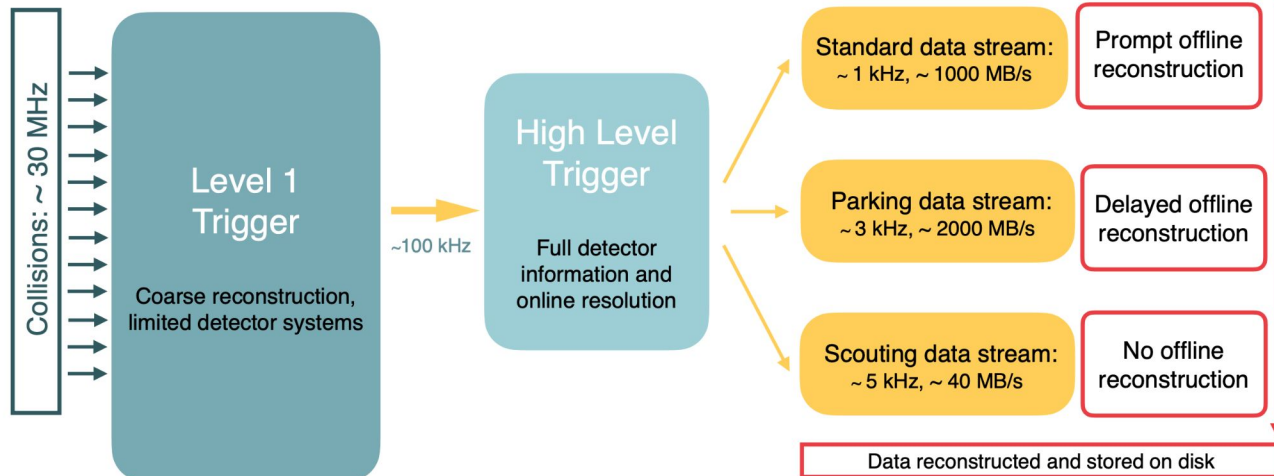 Collisions: ~ 30 MHz
Level 1
Trigger
Coarse reconstruction,
limited detector systems
~100 kHz
High Level
Trigger
Full detector
information and
online resolution
Standard data stream:
~ 1 kHz, ~ 1000 MB/s
Prompt offline
reconstruction
Parking data stream:
~ 3 kHz, ~ 2000 MB/s
Delayed offline
reconstruction
Scouting data stream:
~ 5 kHz, ~ 40 MB/s
No offline
reconstruction
Data reconstructed and stored on disk